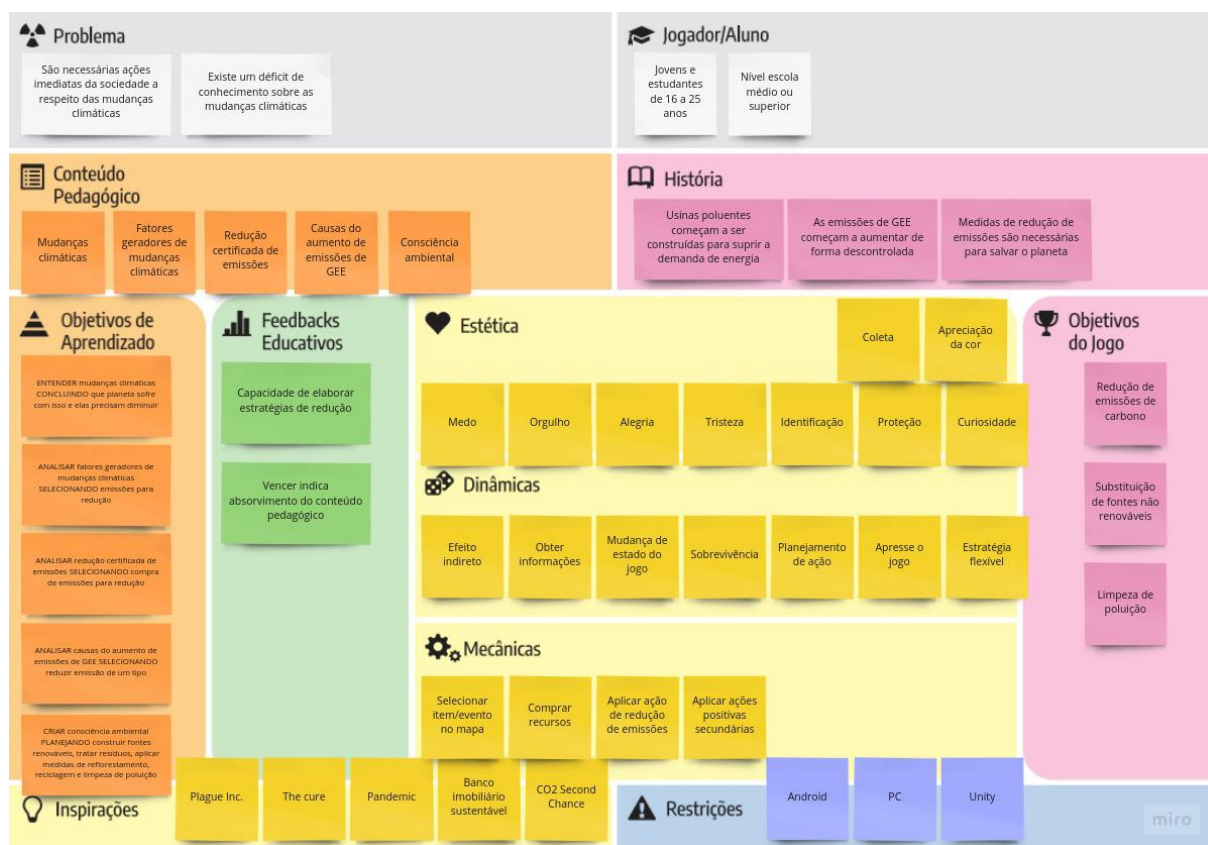 Problema
São necessárias ações
imediatas da sociedade a
respeito das mudanças
climáticas
Existe um déficit de
conhecimento sobre as
mudanças climáticas
Jogador/Aluno
Jovens e
estudantes
de 16 a 25
anos
Nível escola
médio ou
superior
Conteúdo
Pedagógico
Mudanças
climáticas
Fatores
geradores de
mudanças
climáticas
Redução
certificada de
emissões
Causas do
aumento de
emissões de
GEE
Consciência
ambiental
História
Usinas poluentes
começam a ser
construídas para suprir a
demanda de energia
As emissões de GEE
começam a aumentar de
forma descontrolada
Medidas de redução de
emissões são necessárias
para salvar o planeta
Objetivos de
Aprendizado
ENTENDER mudanças climáticas
CONCLUINDO que planeta sofre
com isso e elas precisam diminuir
ANALISAR fatores geradores de
mudanças climáticas
SELECIONANDO emissões para
redução
ANALISAR redução certificada de
emissões SELECIONANDO compra
de emissões para redução
ANALISAR causas do aumento de
emissões de GEE SELECIONANDO
reduzir emissão de um tipo
CRIAR consciência ambiental
PLANEJANDO construir fontes
renováveis, tratar resíduos, aplicar
medidas de reflorestamento,
reciclagem e limpeza de poluição
Feedbacks
Educativos
Capacidade de elaborar
estratégias de redução
Vencer indica
absorvimento do conteúdo
pedagógico
Estética
Coleta
Apreciação
da cor
Medo
Orgulho
Alegria
Tristeza
Identificação
Proteção
Curiosidade
Dinâmicas
Efeito
indireto
Obter
informações
Mudança de
estado do
jogo
Sobrevivência
Planejamento
de ação
Apresse o
jogo
Estratégia
flexível
Mecânicas
Selecionar
item/evento
no mapa
Comprar
recursos
Aplicar ação
de redução
de emissões
Aplicar ações
positivas
secundárias
Objetivos
do Jogo
Redução de
emissões de
carbono
Substituição
de fontes não
renováveis
Limpeza de
poluição
Inspirações
Plague Inc.
The cure
Pandemic
Banco
imobiliário
sustentável
CO2 Second
Chance
Restrições
Android
PC
Unity
miro